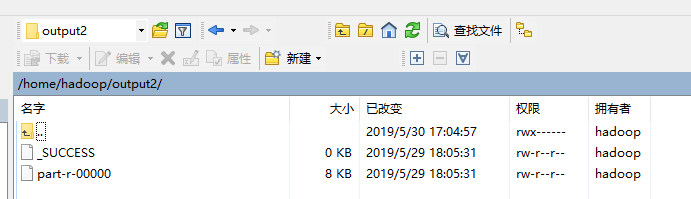 output2 查找文件
下载 编辑 属性 新建
/home/hadoop/output2/
名字 大小 已改变 权限 拥有者
.. 2019/5/30 17:04:57 rwx------ hadoop
_SUCCESS 0 KB 2019/5/29 18:05:31 rw-r--r-- hadoop
part-r-00000 8 KB 2019/5/29 18:05:31 rw-r--r-- hadoop